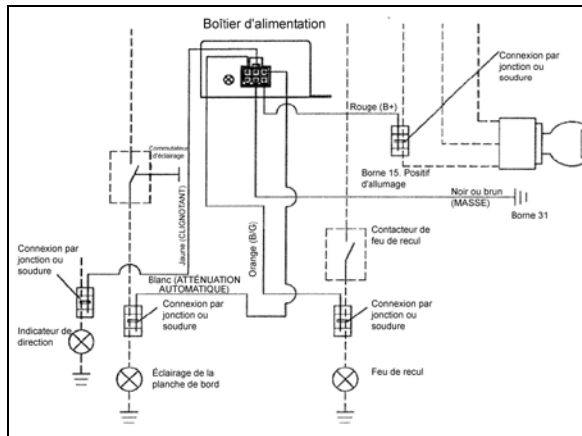 Boîtier d'alimentation
Connexion par
jonction ou
soudure
Rouge (B+)
Commutateur
d'éclairage
Borne 15. Positif
d'allumage
Noir ou brun
(MASSE)
Borne 31
Jaune (CLIGNOTANT)
Orange (B/G)
Contacteur de
feu de recul
Connexion par
jonction ou
soudure
Blanc (ATTÉNUATION
AUTOMATIQUE)
Connexion par
jonction ou
soudure
Connexion par
jonction ou
soudure
Indicateur de
direction
Éclairage de la
planche de bord
Feu de recul